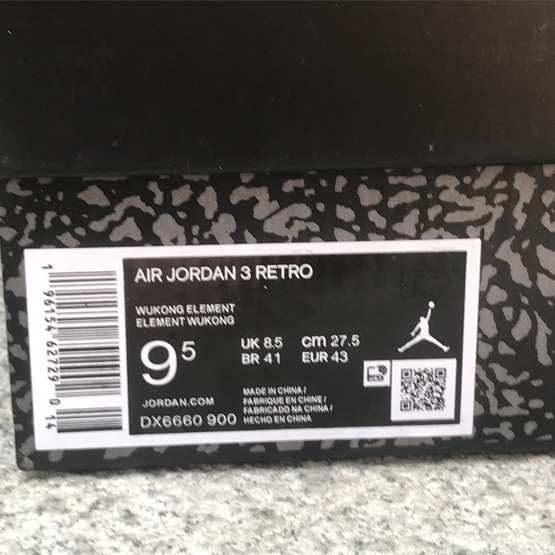 AIR JORDAN 3 RETRO
WUKONG ELEMENT
ELEMENT WUKONG
9⁵
UK 8.5 cm 27.5
BR 41 EUR 43
MADE IN CHINA /
FABRIQUE EN CHINE /
FABRICADO NA CHINA /
HECHO EN CHINA
JORDAN.COM
DX6660 900
1 96154 62729 0 14